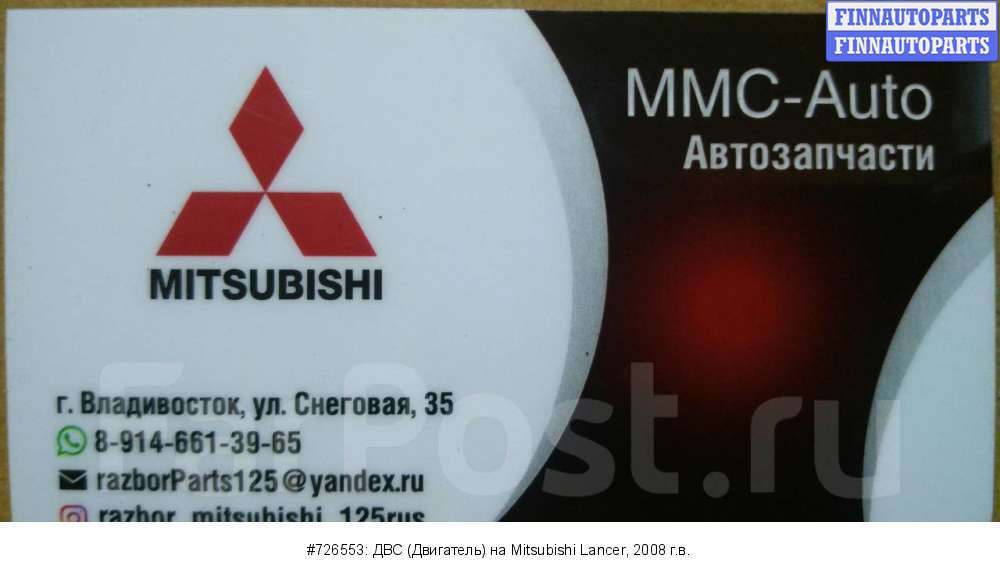 FINNAUTOPARTS
FINNAUTOPARTS
MMC-Auto
Автозапчасти
MITSUBISHI
г. Владивосток, ул. Снеговая, 35
8-914-661-39-65
razborParts125@yandex.ru
razbor_mitsubishi_125rus
FarPost.ru
#726553: ДВС (Двигатель) на Mitsubishi Lancer, 2008 г.в.